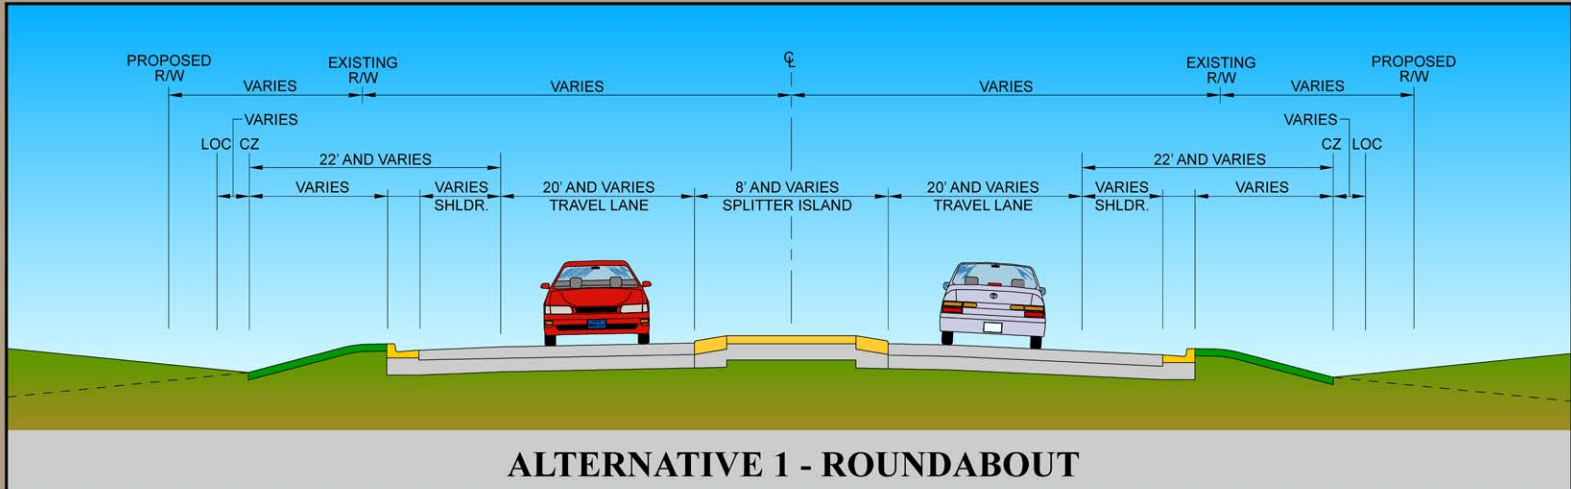 PROPOSED
R/W
EXISTING
R/W
℄
EXISTING
R/W
PROPOSED
R/W
VARIES
VARIES
VARIES
VARIES
VARIES
VARIES
LOC CZ
CZ LOC
22' AND VARIES
22' AND VARIES
VARIES
VARIES
SHLDR.
20' AND VARIES
TRAVEL LANE
8' AND VARIES
SPLITTER ISLAND
20' AND VARIES
TRAVEL LANE
VARIES
SHLDR.
VARIES
ALTERNATIVE 1 - ROUNDABOUT